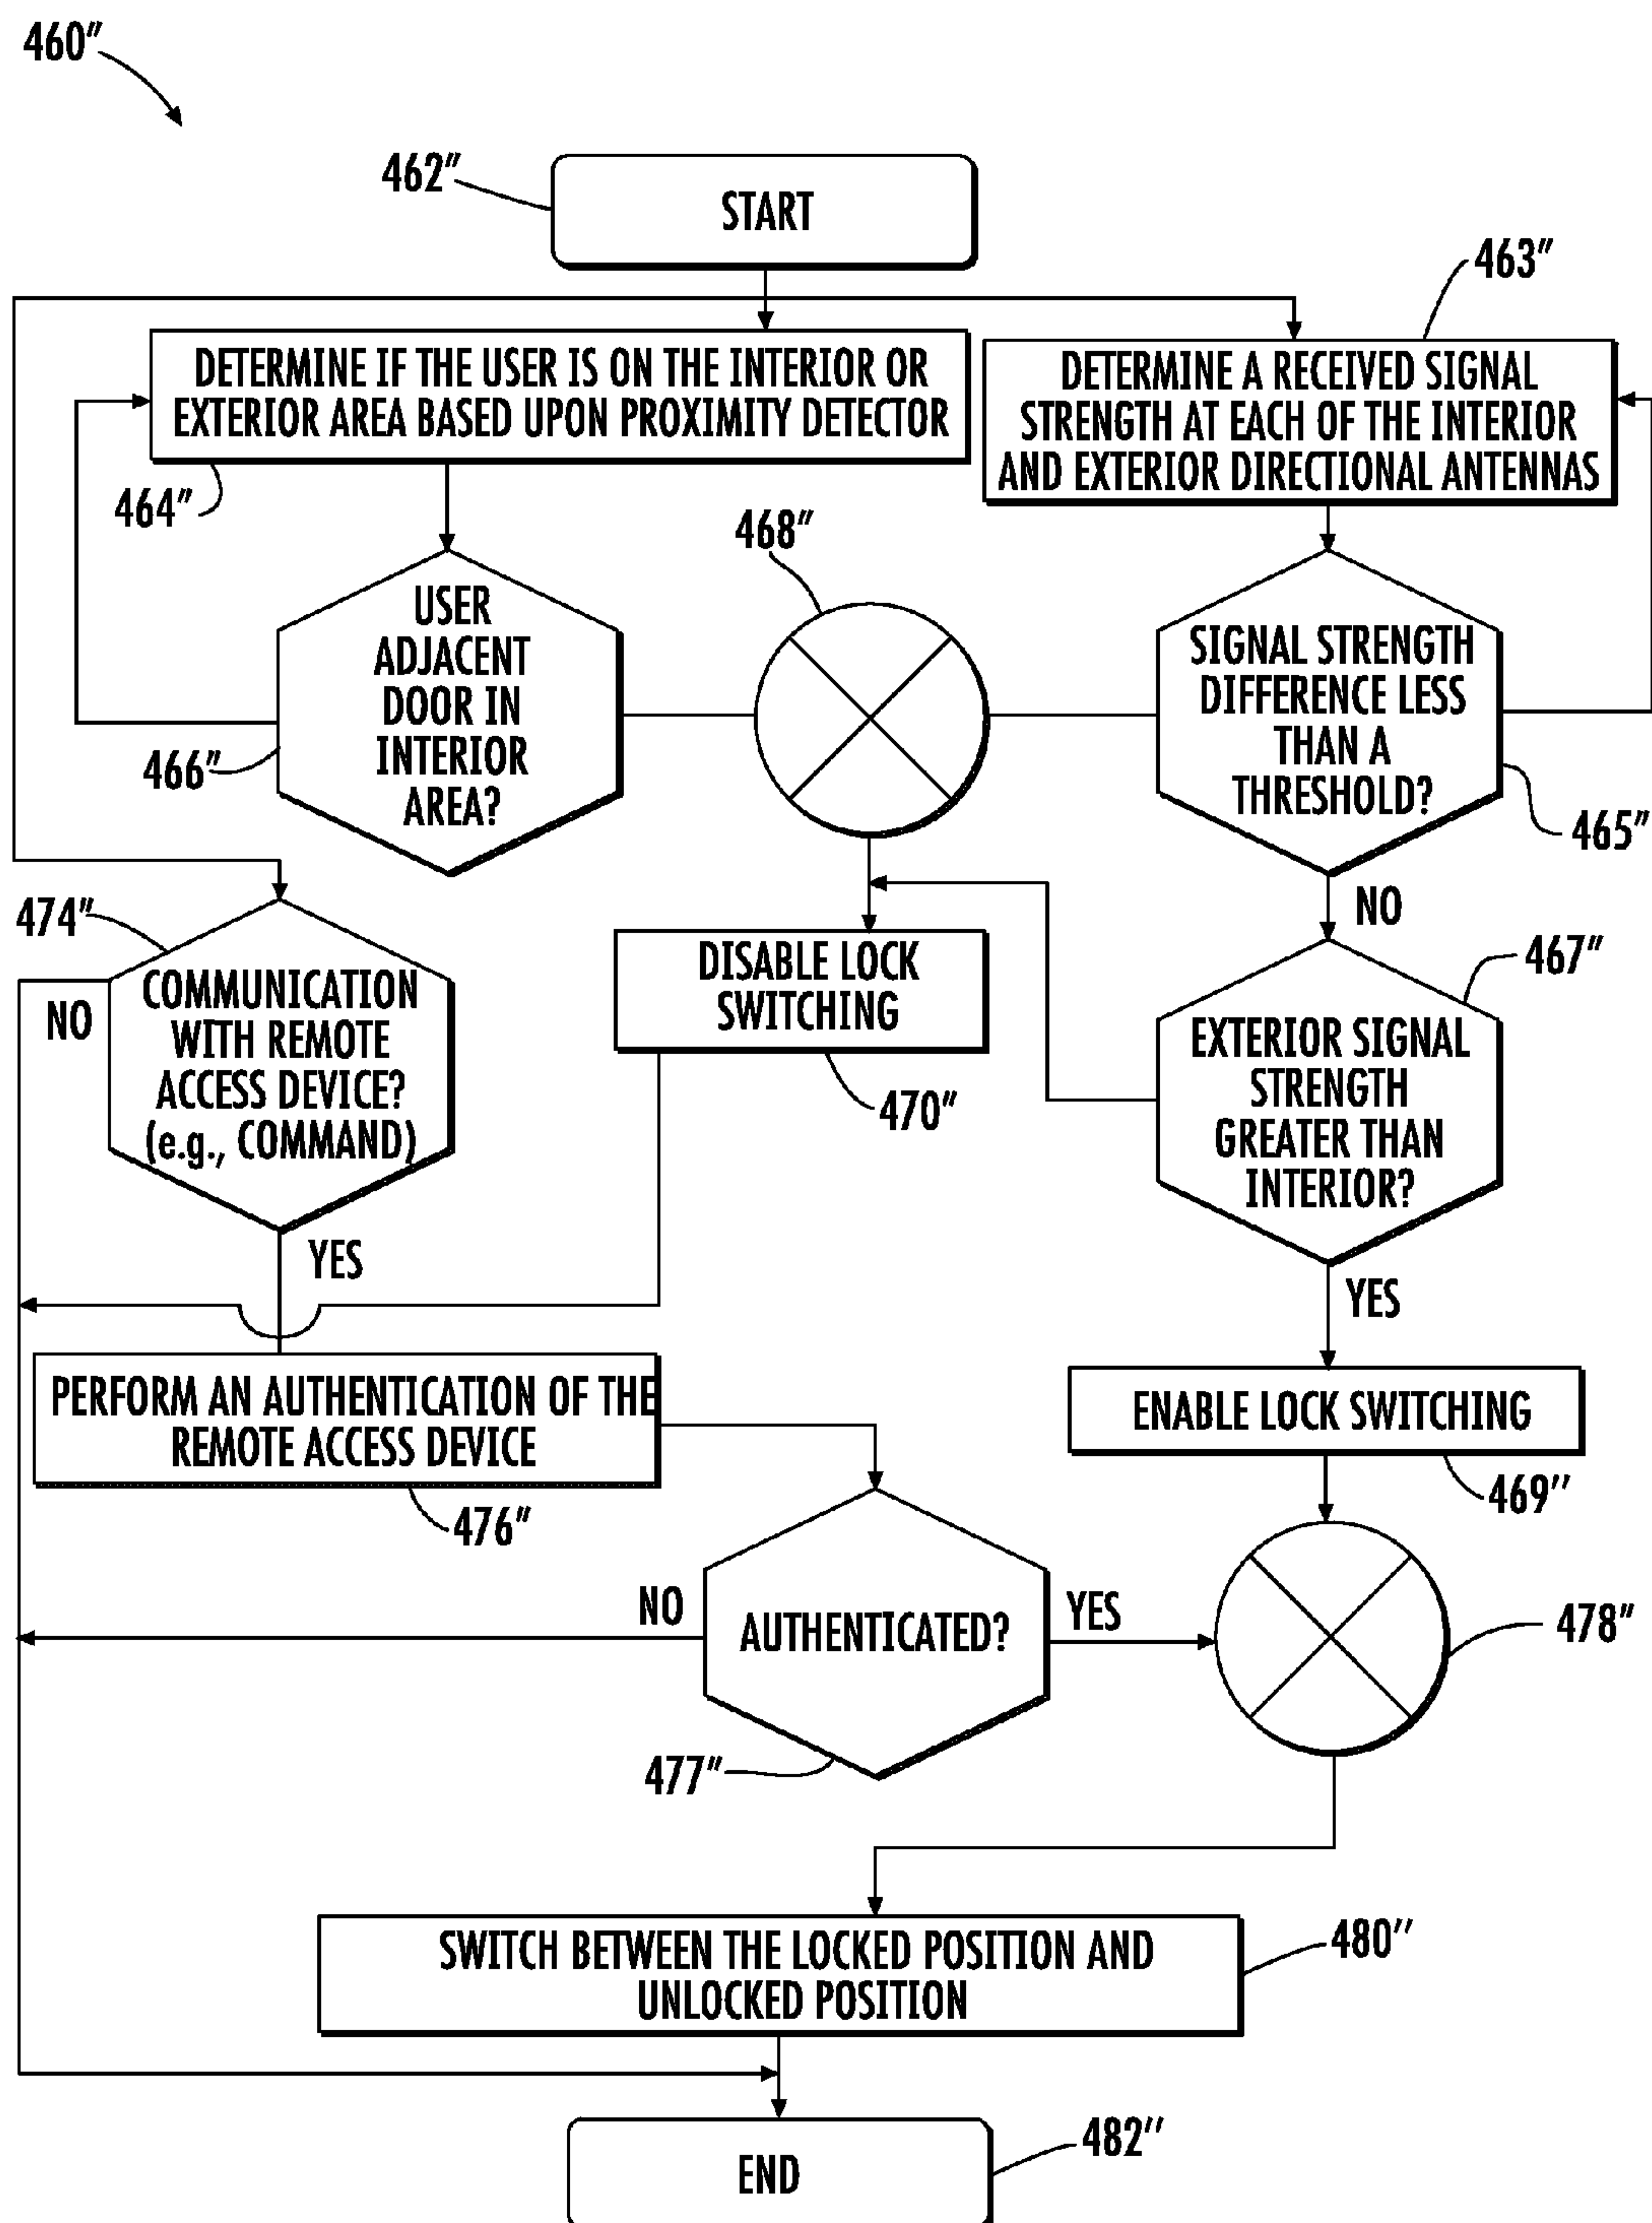 460″
462″
START
463″
DETERMINE IF THE USER IS ON THE INTERIOR OR
EXTERIOR AREA BASED UPON PROXIMITY DETECTOR
464″
DETERMINE A RECEIVED SIGNAL
STRENGTH AT EACH OF THE INTERIOR
AND EXTERIOR DIRECTIONAL ANTENNAS
468″
USER
ADJACENT
DOOR IN
INTERIOR
AREA?
466″
SIGNAL STRENGTH
DIFFERENCE LESS
THAN A
THRESHOLD?
465″
NO
474″
COMMUNICATION
WITH REMOTE
ACCESS DEVICE?
(e.g., COMMAND)
NO
YES
DISABLE LOCK
SWITCHING
470″
467″
EXTERIOR SIGNAL
STRENGTH
GREATER THAN
INTERIOR?
YES
PERFORM AN AUTHENTICATION OF THE
REMOTE ACCESS DEVICE
476″
ENABLE LOCK SWITCHING
469″
NO
AUTHENTICATED?
YES
477″
478″
SWITCH BETWEEN THE LOCKED POSITION AND
UNLOCKED POSITION
480″
END
482″